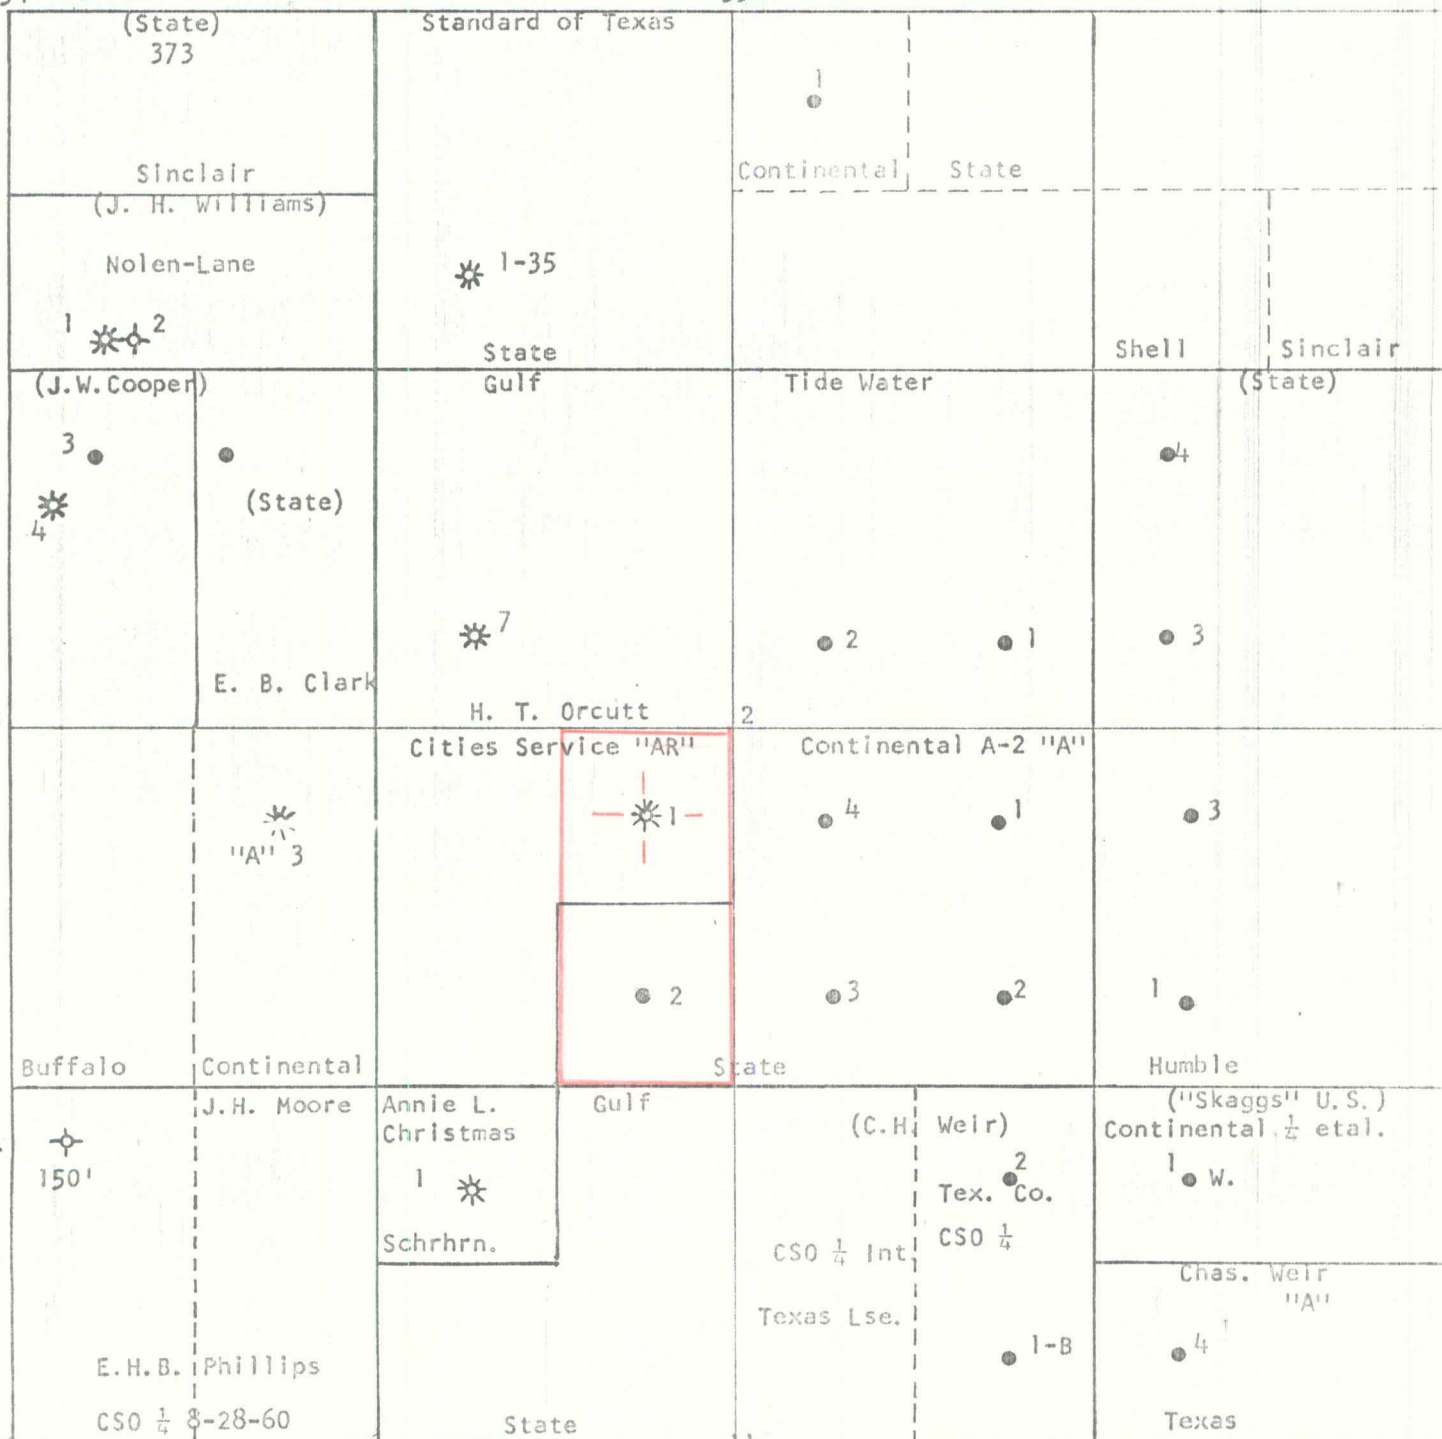 (State)
373
Sinclair
Standard of Texas
1
Continental
State
(J. H. Williams)
Nolen-Lane
1
2
1-35
State
Shell
Sinclair
(J.W.Cooper)
3
4
(State)
E. B. Clark
Gulf
7
H. T. Orcutt
Tide Water
2
1
2
(State)
4
3
"A" 3
Buffalo
Continental
Cities Service "AR"
1
2
State
Continental A-2 "A"
4
1
3
2
3
1
Humble
150'
J.H. Moore
E.H.B. Phillips
CSO ¼ 8-28-60
Annie L.
Christmas
1
Schrhrn.
Gulf
State
(C.H. Weir)
2
Tex. Co.
CSO ¼
CSO ¼ Int.
Texas Lse.
1-B
("Skaggs" U.S.)
Continental ¼ etal.
1
W.
Chas. Weir
"A"
4
Texas